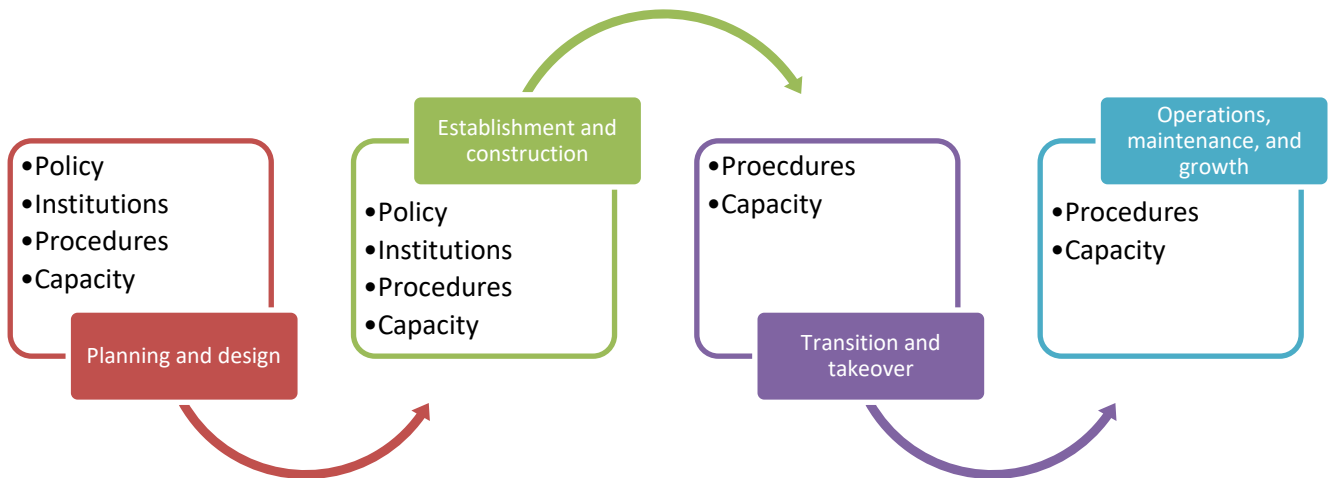 •Policy
•Institutions
•Procedures
•Capacity
Planning and design
Establishment and
construction
•Policy
•Institutions
•Procedures
•Capacity
•Proecdures
•Capacity
Transition and
takeover
Operations,
maintenance, and
growth
•Procedures
•Capacity